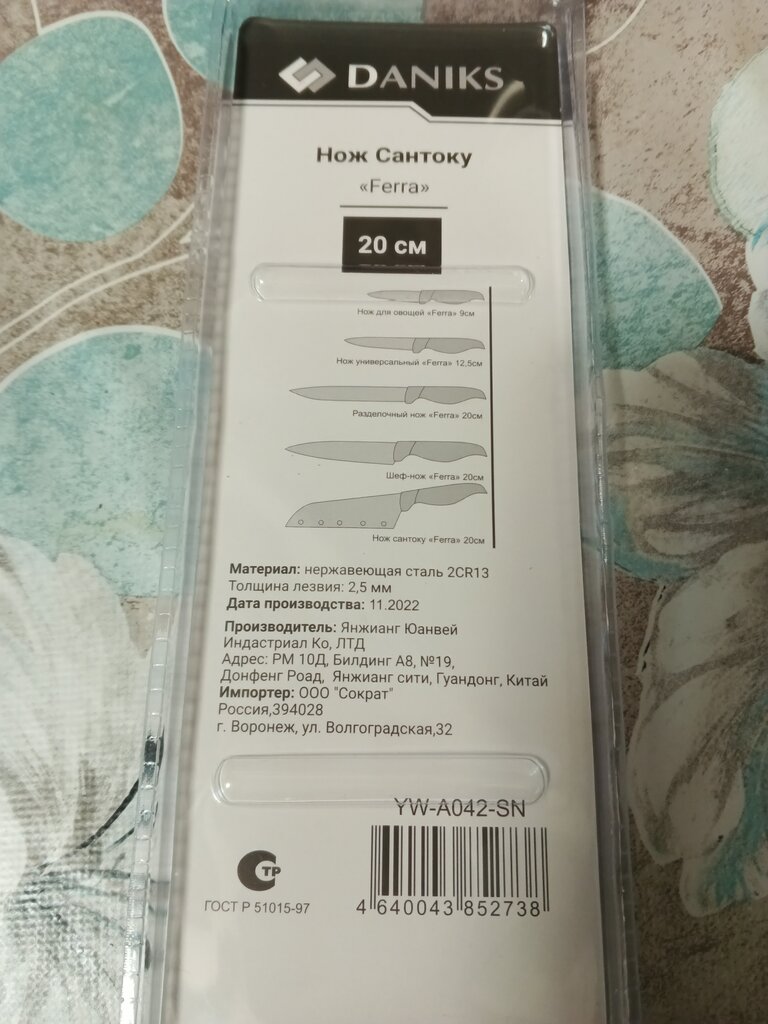 DANIKS
Нож Сантоку
«Ferra»
20 см
Нож для овощей «Ferra» 9см
Нож универсальный «Ferra» 12,5см
Разделочный нож «Ferra» 20см
Шеф-нож «Ferra» 20см
Нож сантоку «Ferra» 20см
Материал: нержавеющая сталь 2CR13
Толщина лезвия: 2,5 мм
Дата производства: 11.2022
Производитель: Янжианг Юанвей
Индастриал Ко, ЛТД
Адрес: РМ 10Д, Билдинг А8, №19,
Донфенг Роад, Янжианг сити, Гуандонг, Китай
Импортер: ООО "Сократ"
Россия,394028
г. Воронеж, ул. Волгоградская,32
YW-A042-SN
ТР
ГОСТ Р 51015-97
4 640043 852738